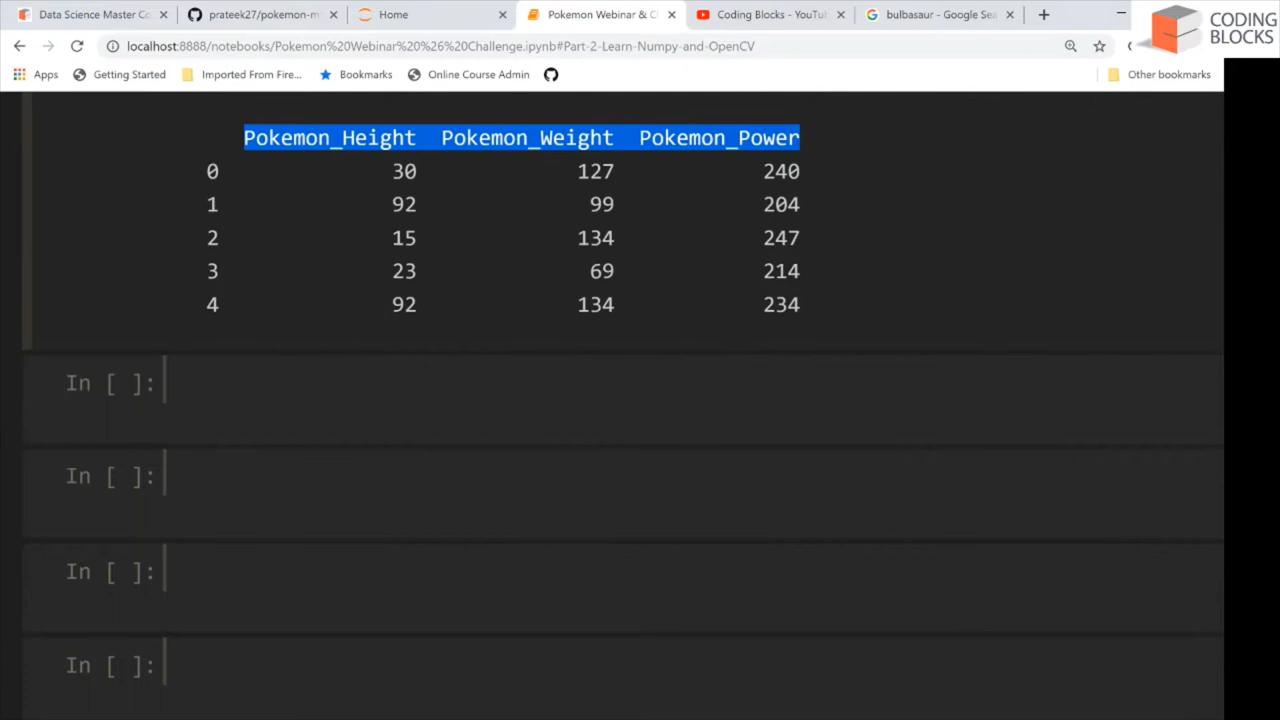 Data Science Master Co
prateek27/pokemon-m
Home
Pokemon Webinar & C
Coding Blocks - YouTu
bulbasaur - Google Sea
CODING
BLOCKS
localhost:8888/notebooks/Pokemon%20Webinar%20%26%20Challenge.ipynb#Part-2-Learn-Numpy-and-OpenCV
Apps
Getting Started
Imported From Fire...
Bookmarks
Online Course Admin
Other bookmarks
Pokemon_Height Pokemon_Weight Pokemon_Power
0 30 127 240
1 92 99 204
2 15 134 247
3 23 69 214
4 92 134 234
In [ ]:
In [ ]:
In [ ]:
In [ ]: